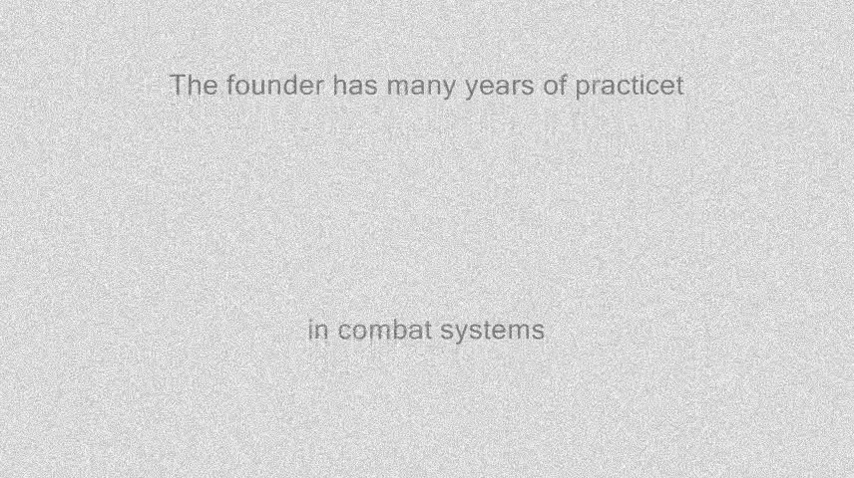 The founder has many years of practicet
in combat systems